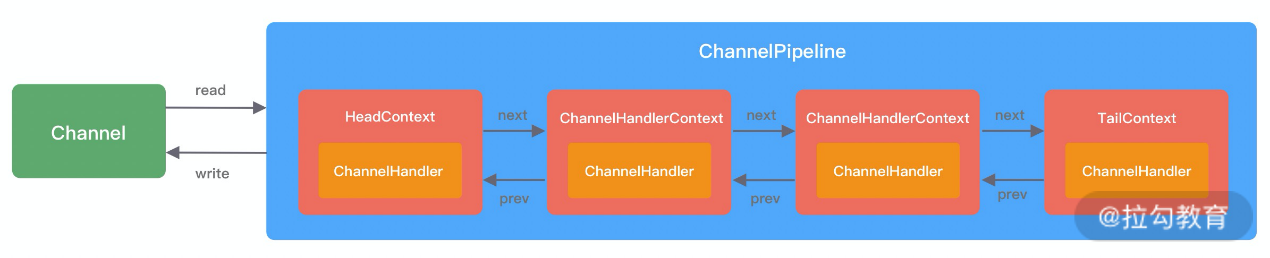 ChannelPipeline
Channel
read
write
HeadContext
ChannelHandler
next
prev
ChannelHandlerContext
ChannelHandler
next
prev
ChannelHandlerContext
ChannelHandler
next
prev
TailContext
ChannelHandler
@拉勾教育